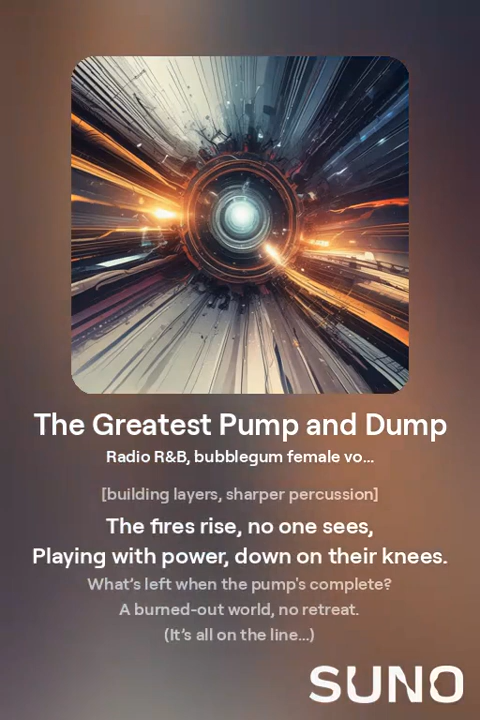 The Greatest Pump and Dump
Radio R&B, bubblegum female vo...
[building layers, sharper percussion]
The fires rise, no one sees,
Playing with power, down on their knees.
What's left when the pump's complete?
A burned-out world, no retreat.
(It's all on the line...)
SUNO